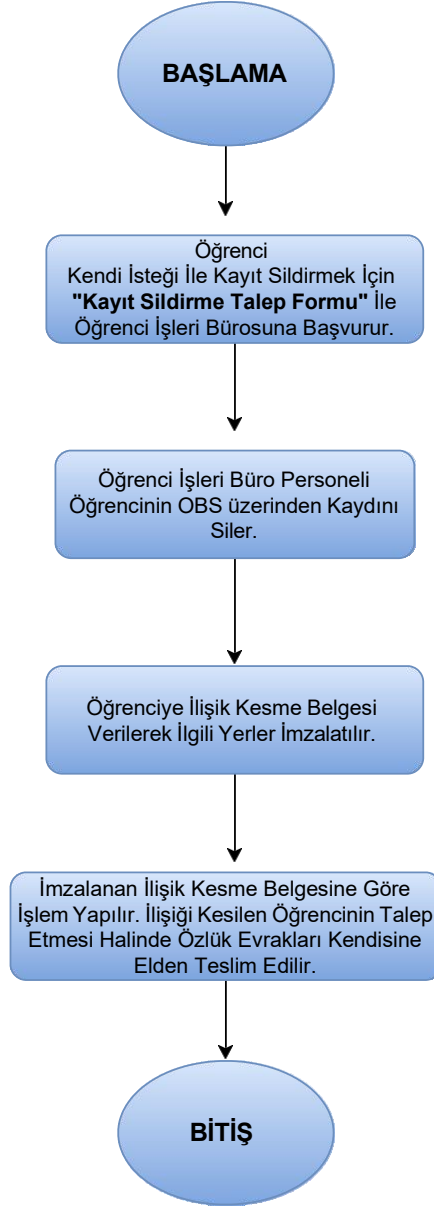 BAŞLAMA
Öğrenci
Kendi İsteği İle Kayıt Sildirmek İçin
"Kayıt Sildirme Talep Formu" İle
Öğrenci İşleri Bürosuna Başvurur.
Öğrenci İşleri Büro Personeli
Öğrencinin OBS üzerinden Kaydını
Siler.
Öğrenciye İlişik Kesme Belgesi
Verilerek İlgili Yerler İmzalatılır.
İmzalanan İlişik Kesme Belgesine Göre
İşlem Yapılır. İlişiği Kesilen Öğrencinin Talep
Etmesi Halinde Özlük Evrakları Kendisine
Elden Teslim Edilir.
BİTİŞ